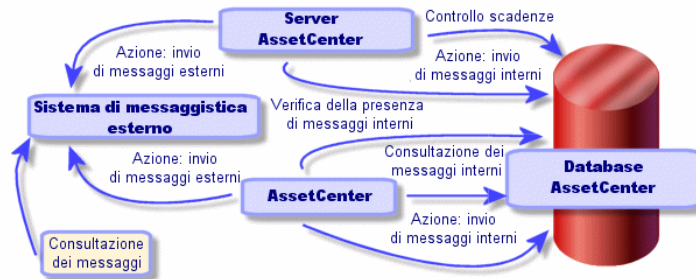 Server
AssetCenter
Controllo scadenze
Azione: invio
di messaggi esterni
Azione: invio
di messaggi interni
Sistema di messaggistica
esterno
Verifica della presenza
di messaggi interni
Azione: invio
di messaggi esterni
Consultazione dei
messaggi interni
AssetCenter
Database
AssetCenter
Azione: invio
di messaggi interni
Consultazione
dei messaggi